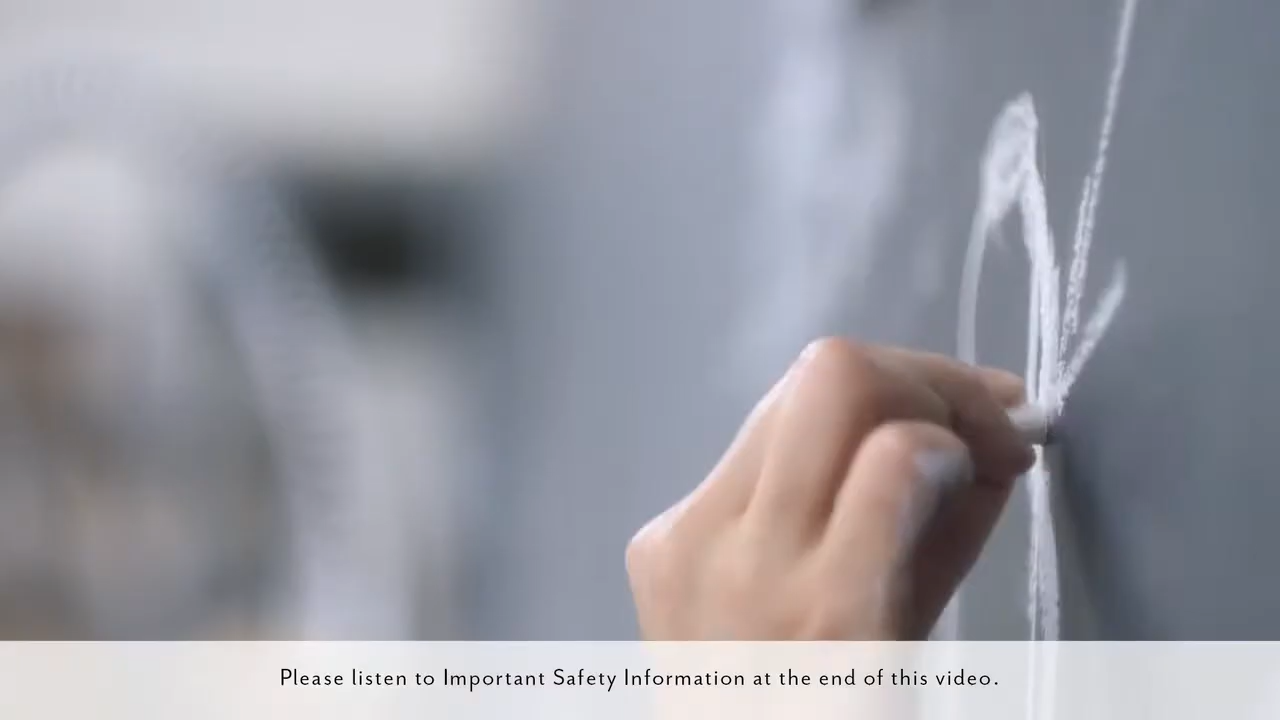 Please listen to Important Safety Information at the end of this video.